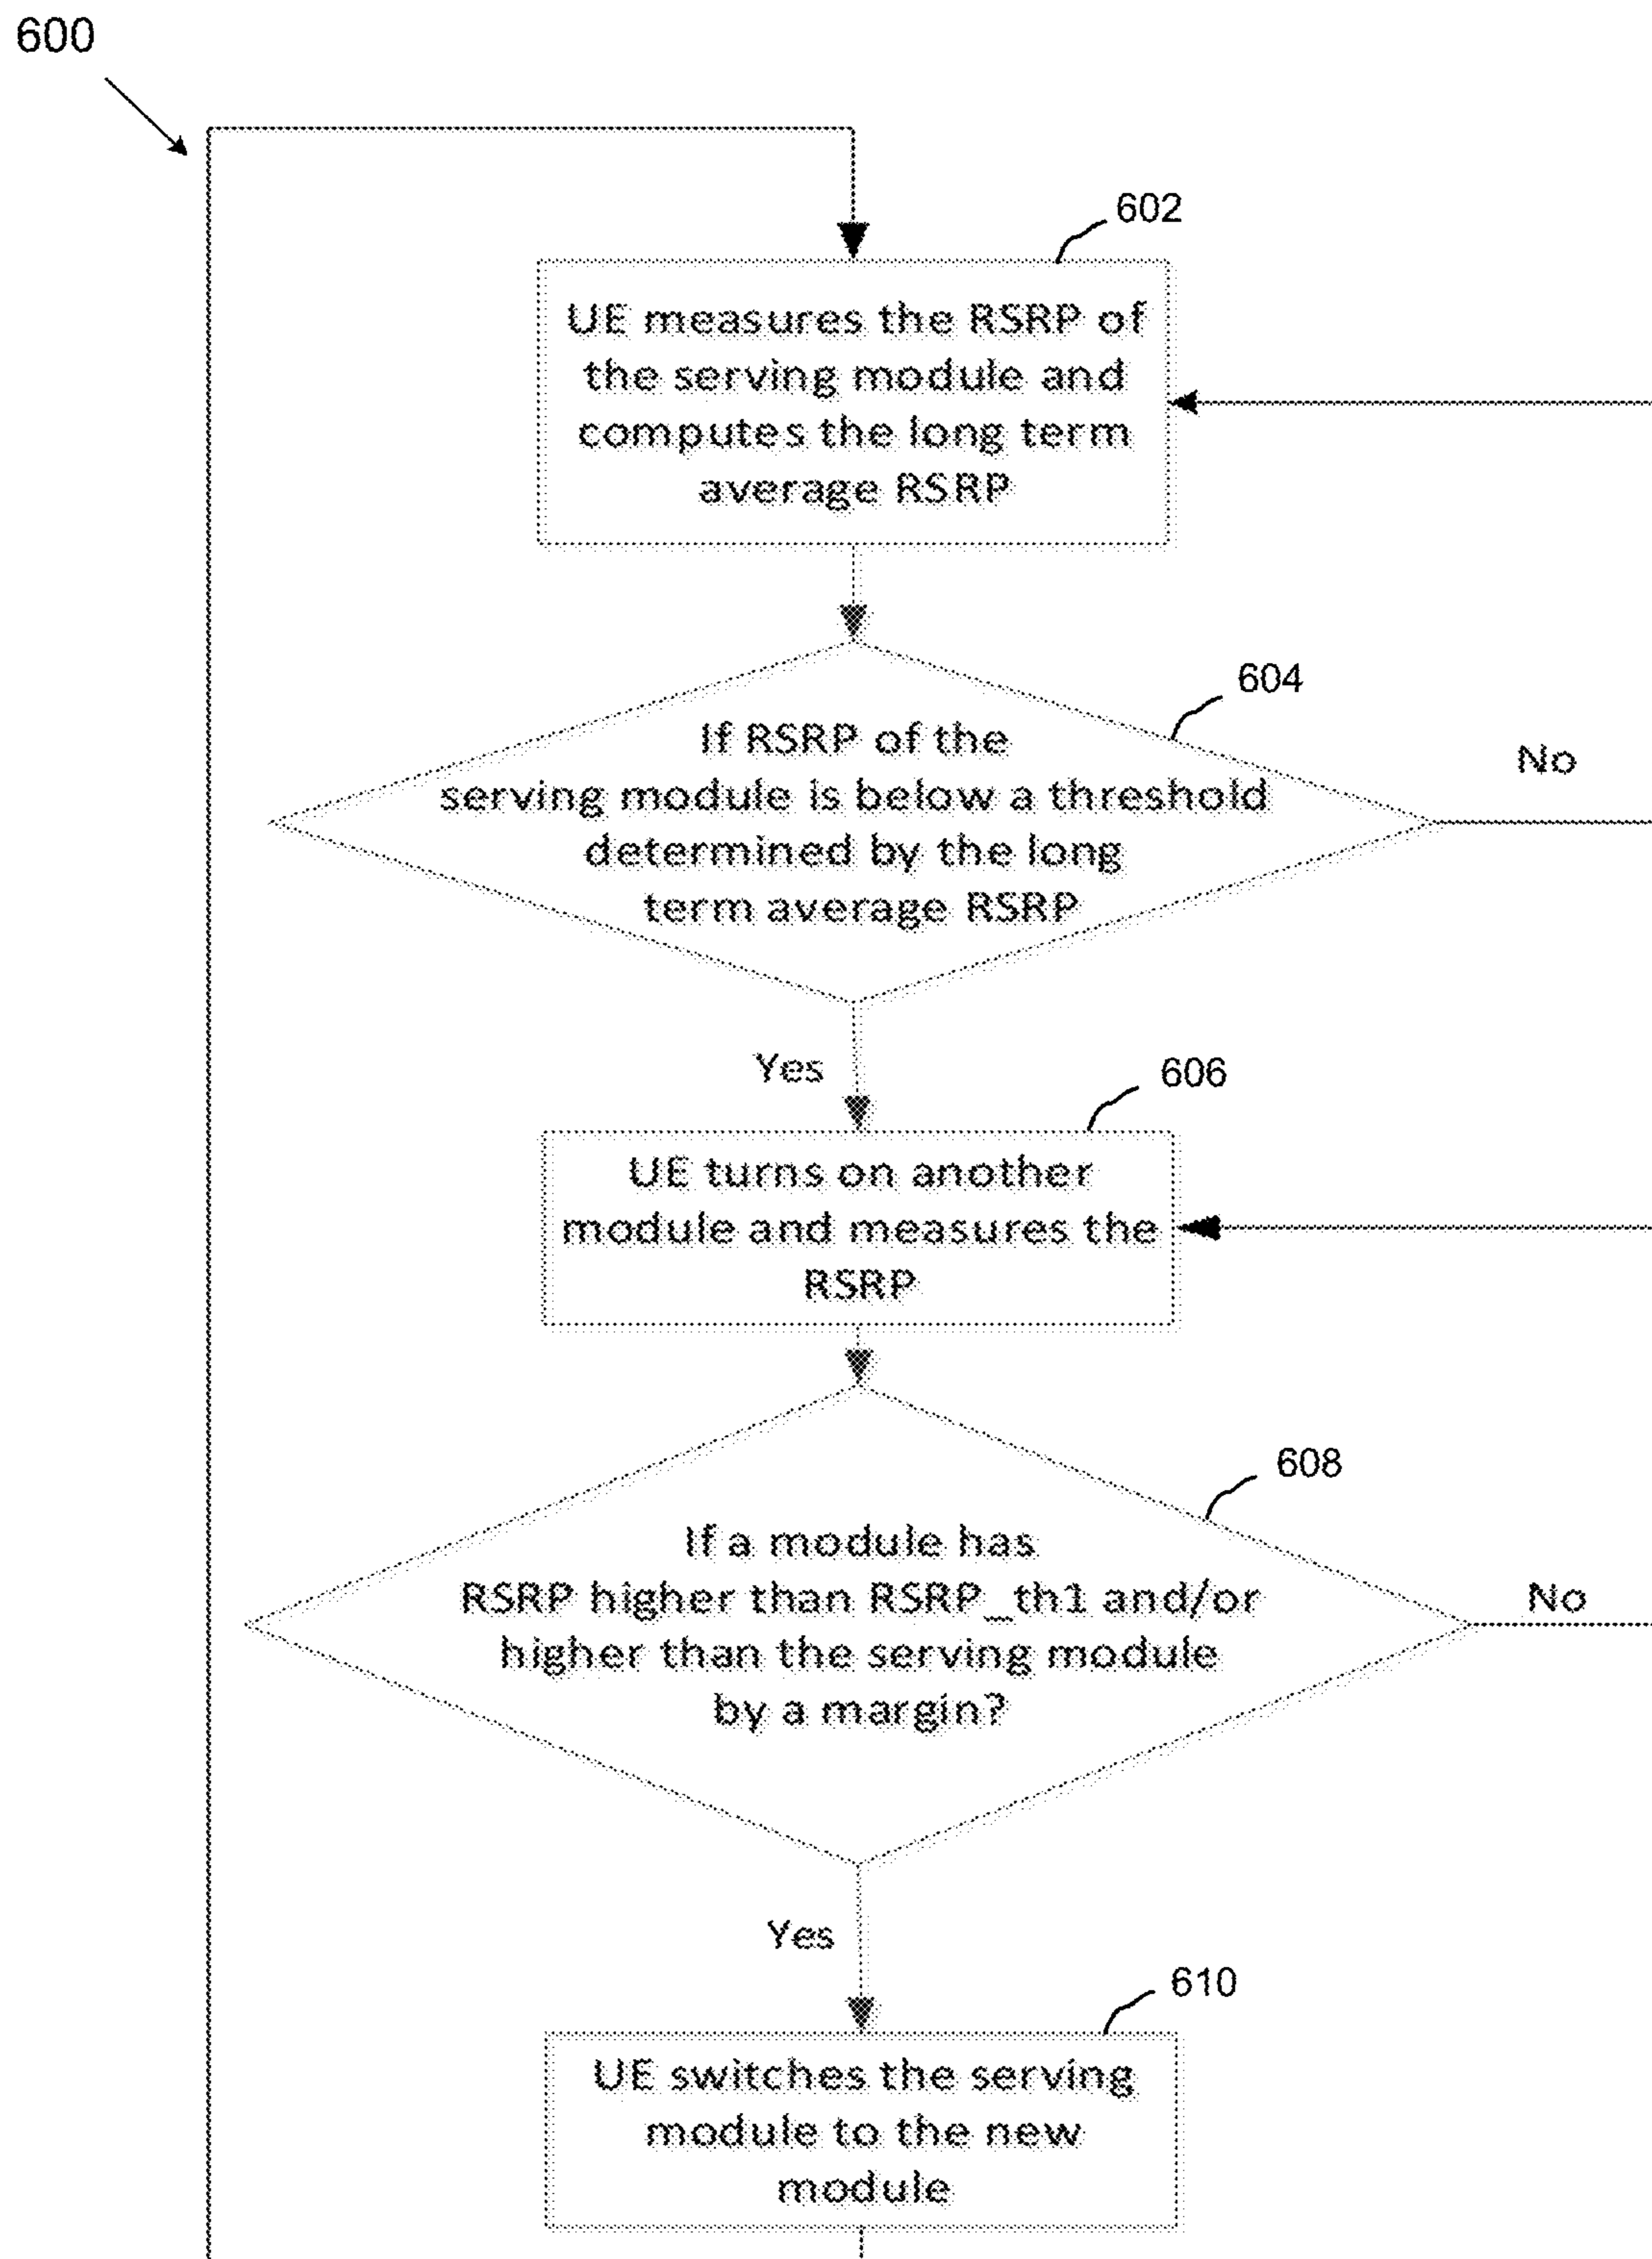 600
602
UE measures the RSRP of
the serving module and
computes the long term
average RSRP
604
If RSRP of the
serving module is below a threshold
determined by the long
term average RSRP
No
Yes
606
UE turns on another
module and measures the
RSRP
608
If a module has
RSRP higher than RSRP_th1 and/or
higher than the serving module
by a margin?
No
Yes
610
UE switches the serving
module to the new
module